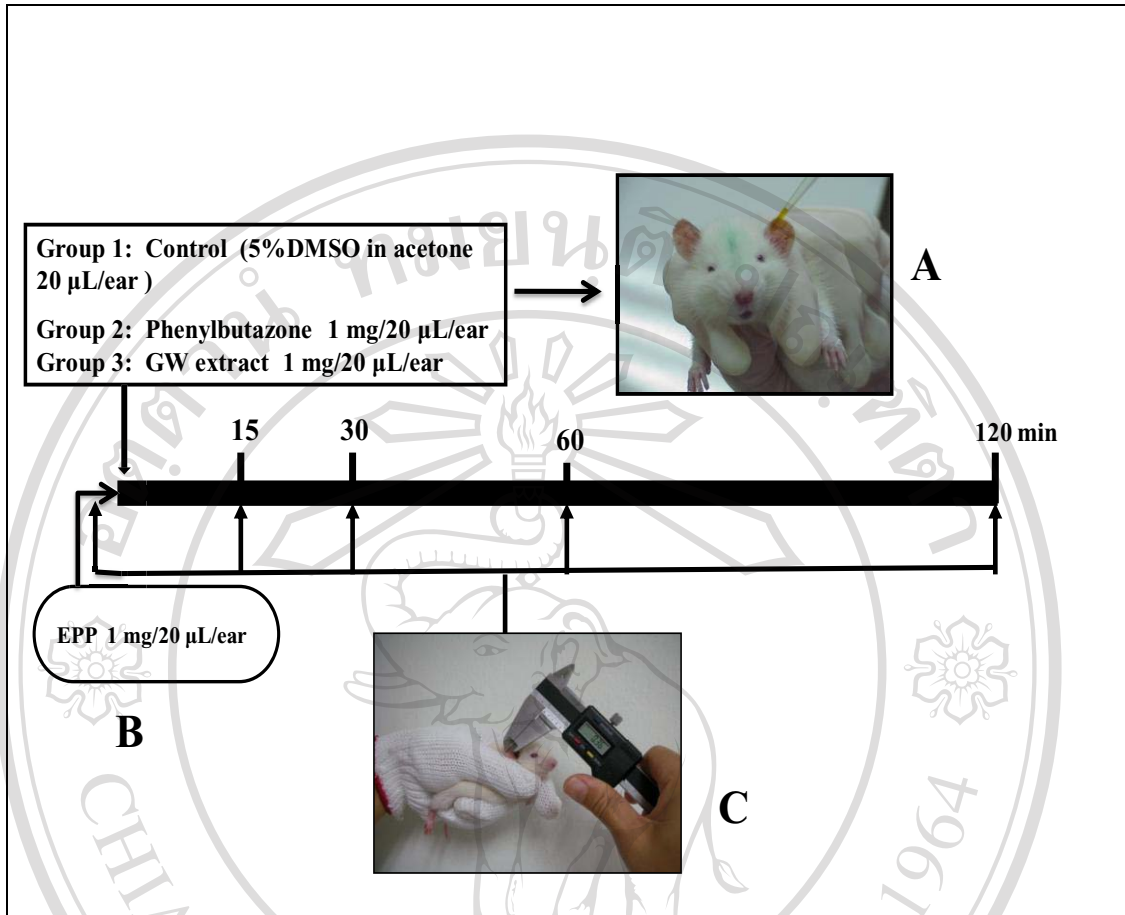 Group 1:  Control  (5%DMSO in acetone
20 µL/ear )
Group 2:  Phenylbutazone  1 mg/20 µL/ear
Group 3:  GW extract  1 mg/20 µL/ear
A
15
30
60
120 min
EPP  1 mg/20 µL/ear
B
C
1964